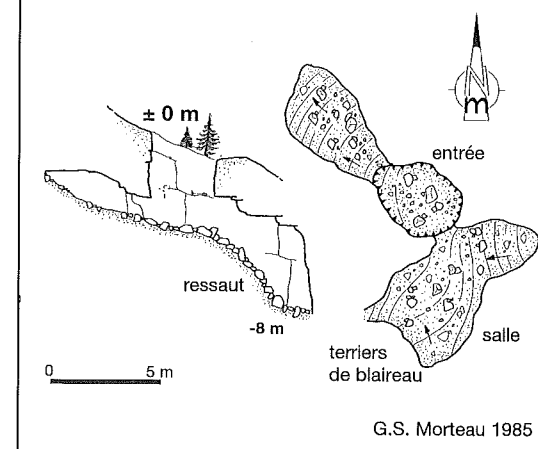 ± 0 m
N
m
entrée
ressaut
-8 m
salle
terriers
de blaireau
0
5 m
G.S. Morteau 1985